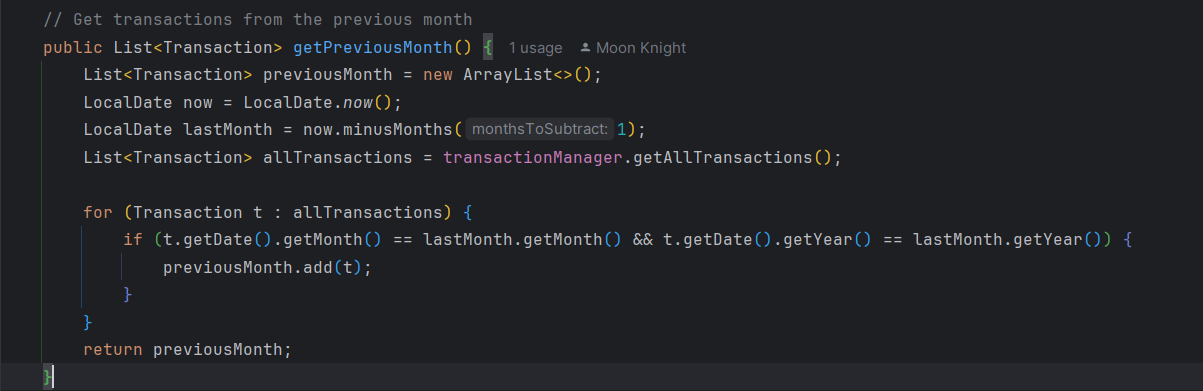 // Get transactions from the previous month
public List<Transaction> getPreviousMonth() { 1 usage Moon Knight
List<Transaction> previousMonth = new ArrayList<>();
LocalDate now = LocalDate.now();
LocalDate lastMonth = now.minusMonths( monthsToSubtract: 1);
List<Transaction> allTransactions = transactionManager.getAllTransactions();
for (Transaction t : allTransactions) {
if (t.getDate().getMonth() == lastMonth.getMonth() && t.getDate().getYear() == lastMonth.getYear()) {
previousMonth.add(t);
}
}
return previousMonth;
}